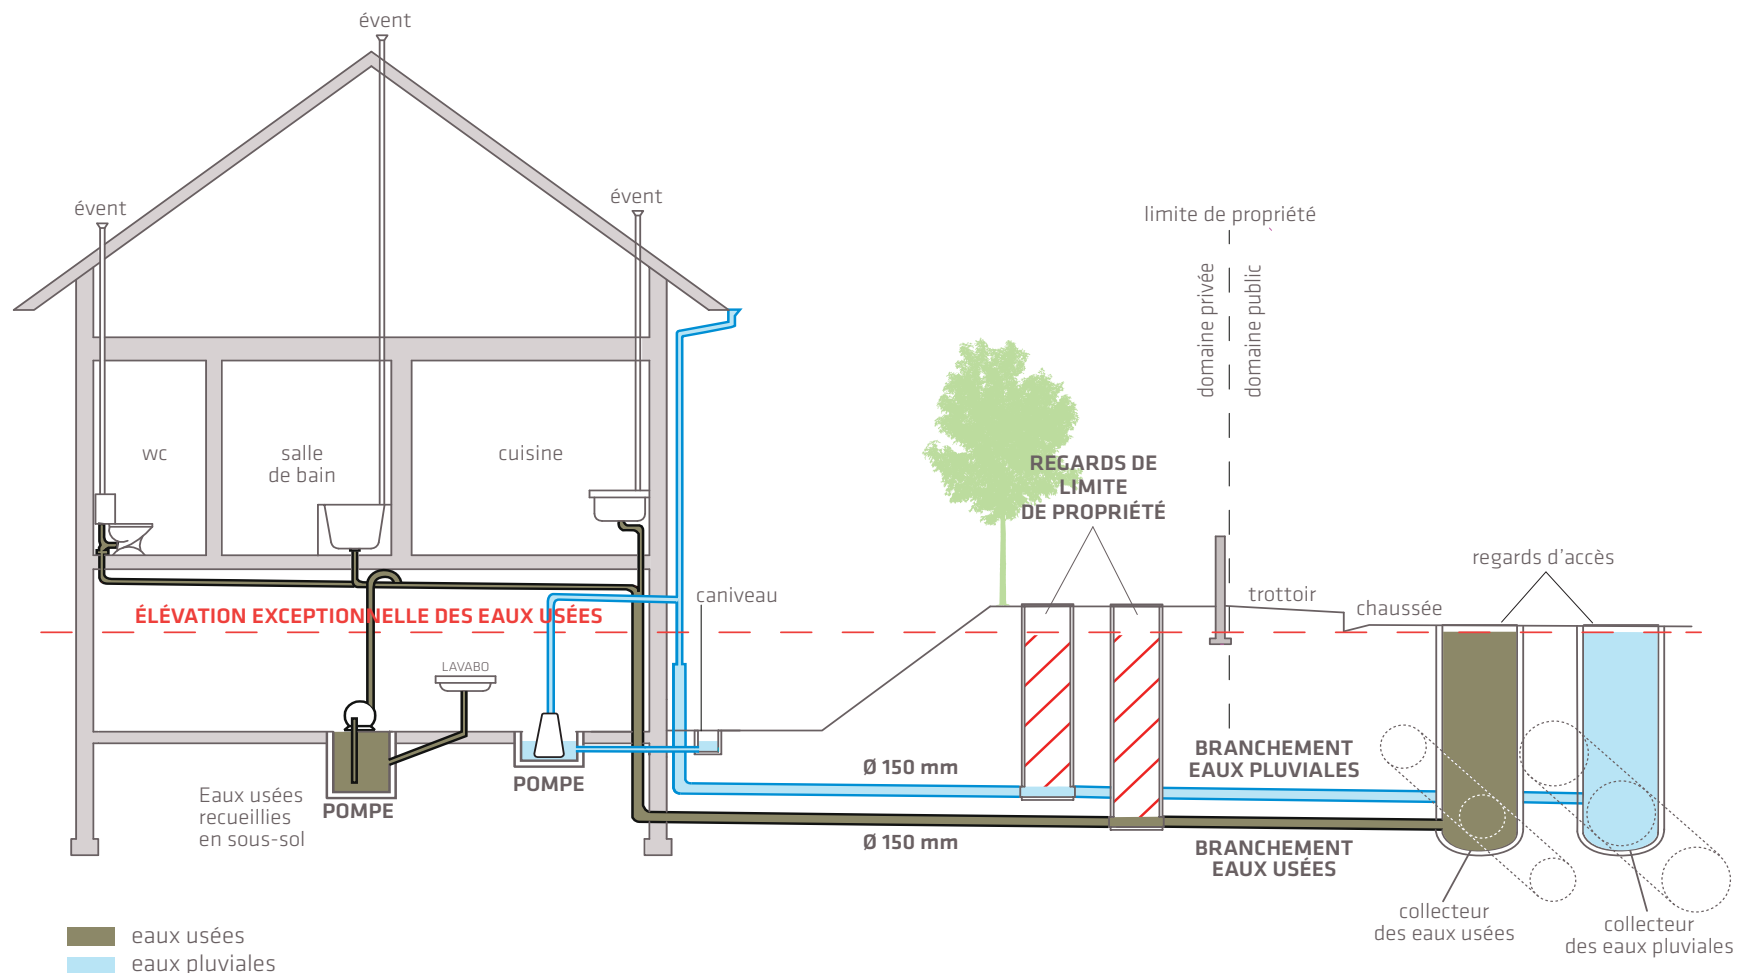 évent
évent
évent
limite de propriété
domaine privée
domaine public
wc
salle
de bain
cuisine
REGARDS DE
LIMITE
DE PROPRIÉTÉ
regards d'accès
caniveau
trottoir
chaussée
ÉLÉVATION EXCEPTIONNELLE DES EAUX USÉES
LAVABO
BRANCHEMENT
EAUX PLUVIALES
Ø 150 mm
POMPE
Eaux usées
recueillies
en sous-sol
POMPE
Ø 150 mm
BRANCHEMENT
EAUX USÉES
collecteur
des eaux usées
collecteur
des eaux pluviales
eaux usées
eaux pluviales